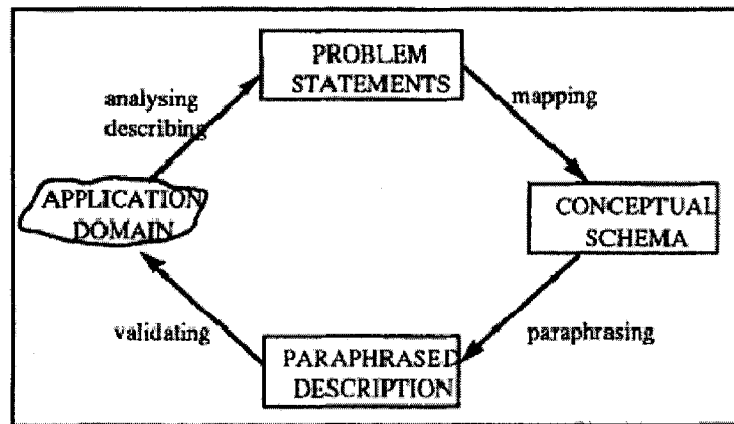 PROBLEM
STATEMENTS
analysing
describing
mapping
APPLICATION
DOMAIN
CONCEPTUAL
SCHEMA
validating
paraphrasing
PARAPHRASED
DESCRIPTION